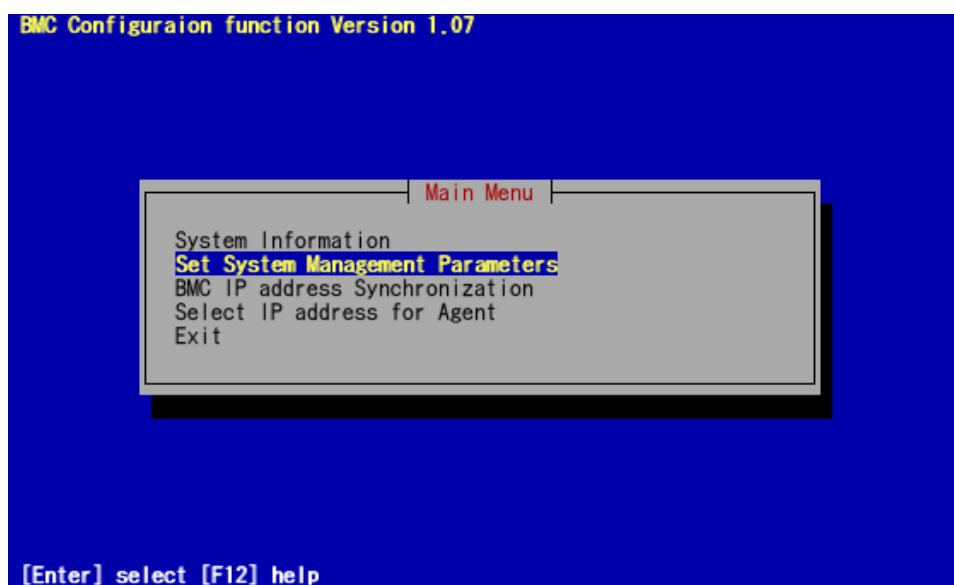 BMC Configuraion function Version 1.07
Main Menu
System Information
Set System Management Parameters
BMC IP address Synchronization
Select IP address for Agent
Exit
[Enter] select [F12] help